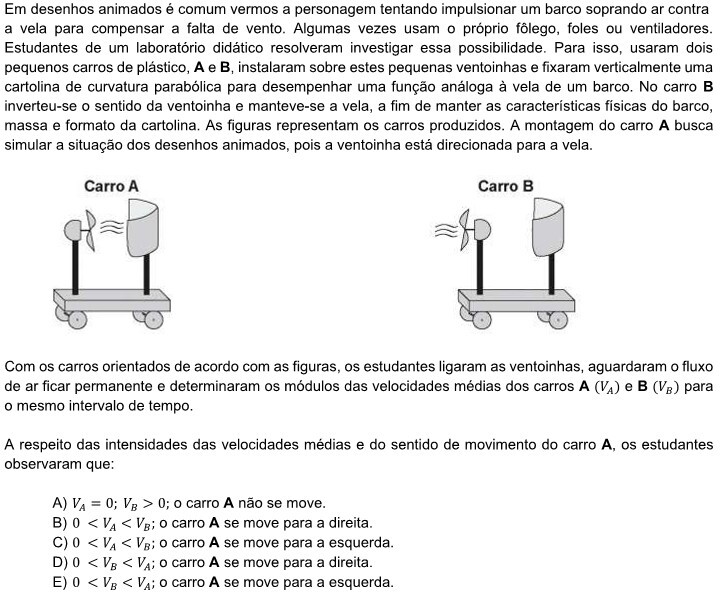 Em desenhos animados é comum vermos a personagem tentando impulsionar um barco soprando ar contra
a vela para compensar a falta de vento. Algumas vezes usam o próprio fôlego, foles ou ventiladores.
Estudantes de um laboratório didático resolveram investigar essa possibilidade. Para isso, usaram dois
pequenos carros de plástico, A e B, instalaram sobre estes pequenas ventoinhas e fixaram verticalmente uma
cartolina de curvatura parabólica para desempenhar uma função análoga à vela de um barco. No carro B
inverteu-se o sentido da ventoinha e manteve-se a vela, a fim de manter as características físicas do barco,
massa e formato da cartolina. As figuras representam os carros produzidos. A montagem do carro A busca
simular a situação dos desenhos animados, pois a ventoinha está direcionada para a vela.
Carro A
Carro B
Com os carros orientados de acordo com as figuras, os estudantes ligaram as ventoinhas, aguardaram o fluxo
de ar ficar permanente e determinaram os módulos das velocidades médias dos carros A (V_A) e B (V_B) para
o mesmo intervalo de tempo.
A respeito das intensidades das velocidades médias e do sentido de movimento do carro A, os estudantes
observaram que:
A) V_A = 0; V_B > 0; o carro A não se move.
B) 0 < V_A < V_B; o carro A se move para a direita.
C) 0 < V_A < V_B; o carro A se move para a esquerda.
D) 0 < V_B < V_A; o carro A se move para a direita.
E) 0 < V_B < V_A; o carro A se move para a esquerda.